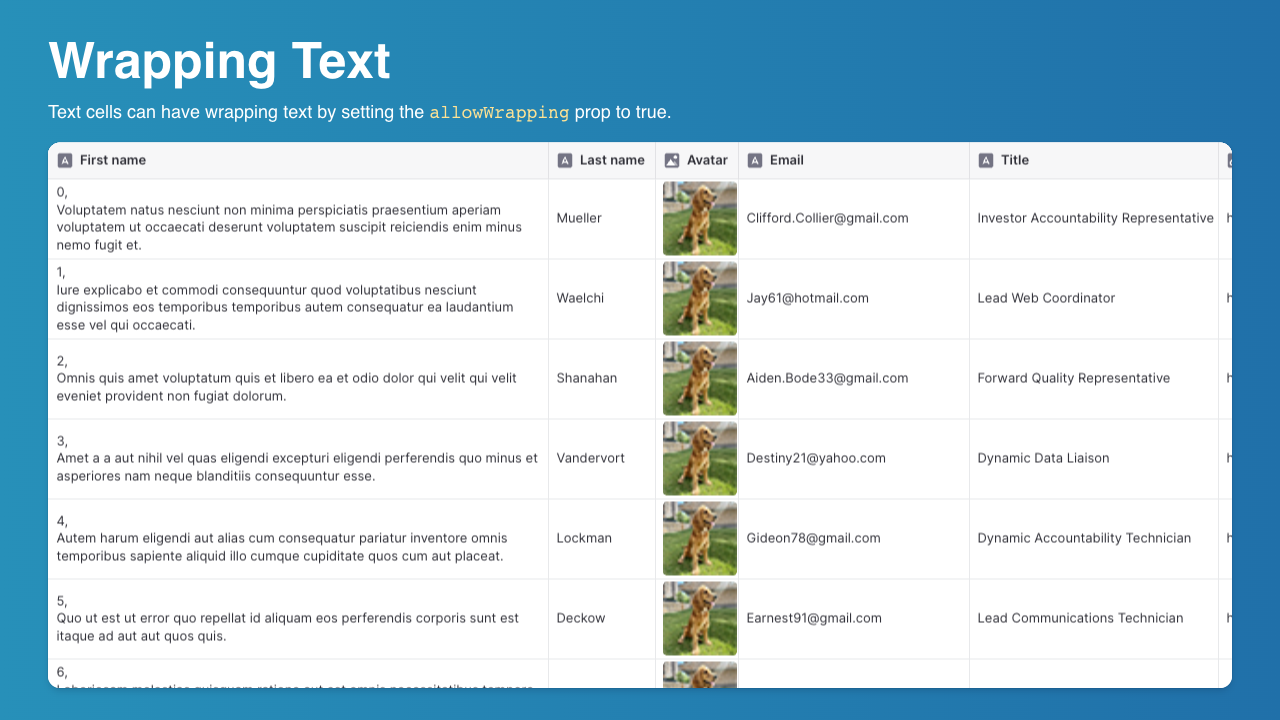 Wrapping Text
Text cells can have wrapping text by setting the allowWrapping prop to true.
First name Last name Avatar Email Title
0,
Voluptatem natus nesciunt non minima perspiciatis praesentium aperiam
voluptatem ut occaecati deserunt voluptatem suscipit reiciendis enim minus
nemo fugit et.
Mueller
Clifford.Collier@gmail.com
Investor Accountability Representative
h
1,
Iure explicabo et commodi consequuntur quod voluptatibus nesciunt
dignissimos eos temporibus temporibus autem consequatur ea laudantium
esse vel qui occaecati.
Waelchi
Jay61@hotmail.com
Lead Web Coordinator
h
2,
Omnis quis amet voluptatum quis et libero ea et odio dolor qui velit qui velit
eveniet provident non fugiat dolorum.
Shanahan
Aiden.Bode33@gmail.com
Forward Quality Representative
h
3,
Amet a a aut nihil vel quas eligendi excepturi eligendi perferendis quo minus et
asperiores nam neque blanditiis consequuntur esse.
Vandervort
Destiny21@yahoo.com
Dynamic Data Liaison
h
4,
Autem harum eligendi aut alias cum consequatur pariatur inventore omnis
temporibus sapiente aliquid illo cumque cupiditate quos cum aut placeat.
Lockman
Gideon78@gmail.com
Dynamic Accountability Technician
h
5,
Quo ut est ut error quo repellat id aliquam eos perferendis corporis sunt est
itaque ad aut aut quos quis.
Deckow
Earnest91@gmail.com
Lead Communications Technician
h
6,